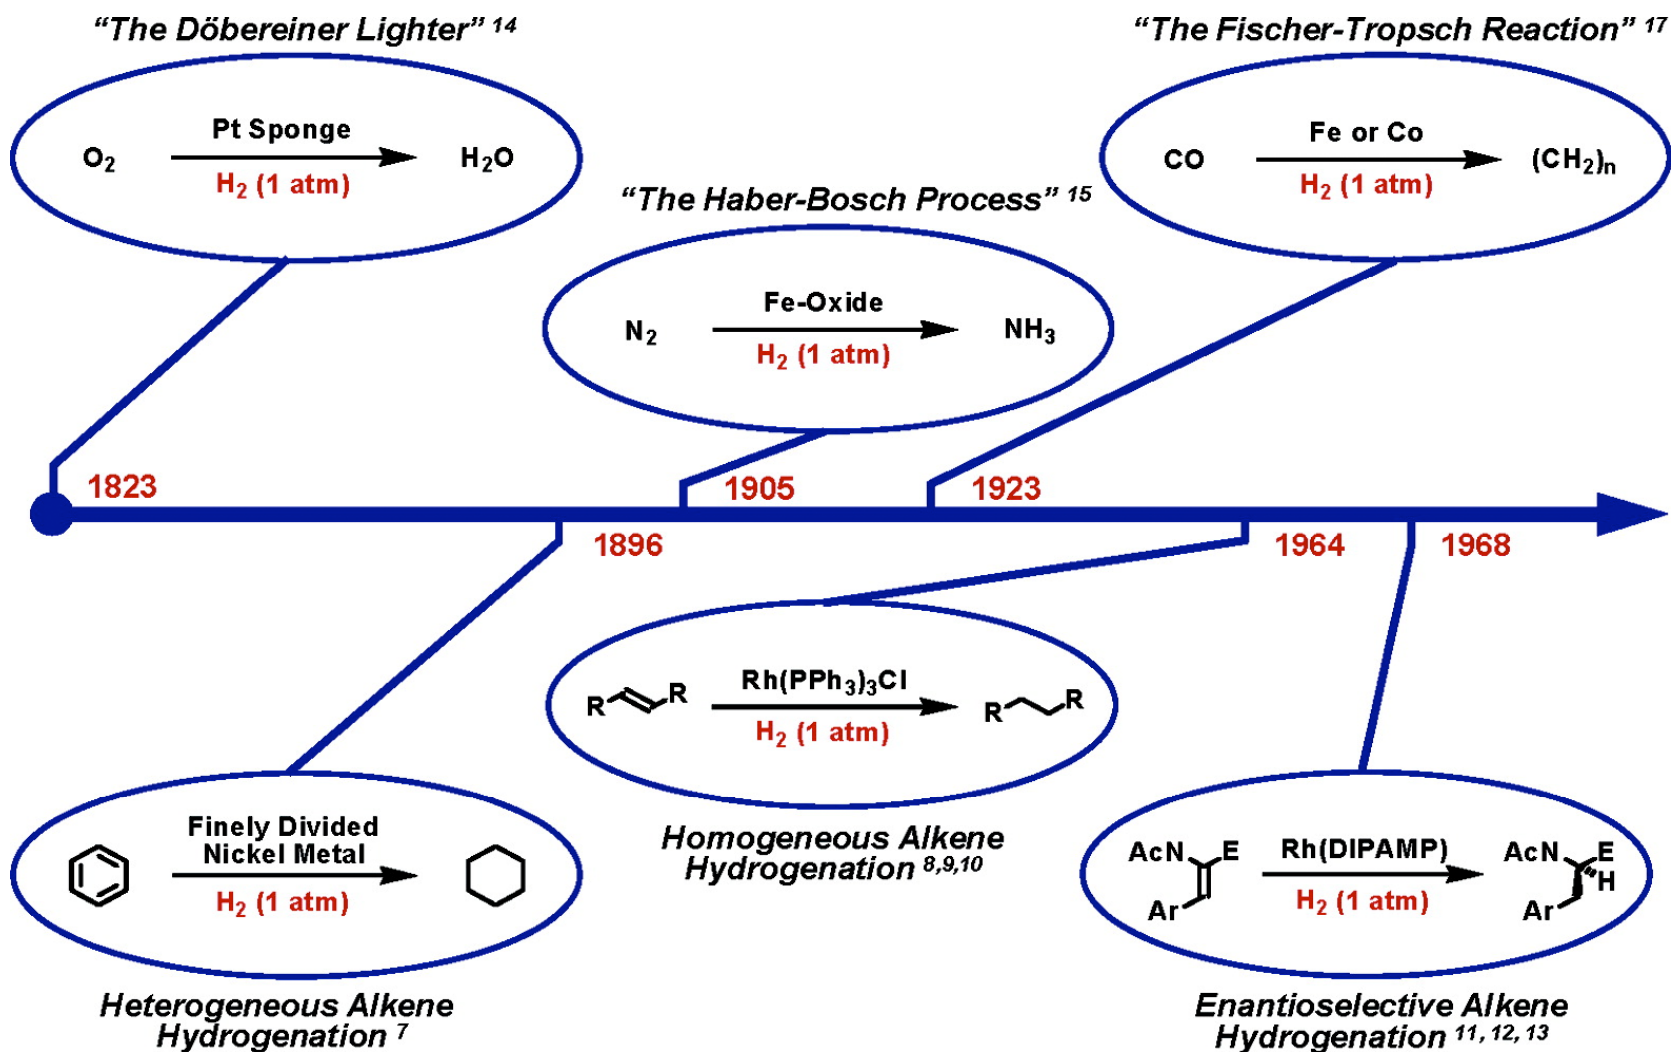 “The Döbereiner Lighter” 14
O2
Pt Sponge
H2 (1 atm)
H2O
“The Fischer-Tropsch Reaction” 17
CO
Fe or Co
H2 (1 atm)
(CH2)n
“The Haber-Bosch Process” 15
N2
Fe-Oxide
H2 (1 atm)
NH3
1823
1905
1923
1896
1964
1968
R R
Rh(PPh3)3Cl
H2 (1 atm)
R R
Homogeneous Alkene
Hydrogenation 8,9,10
Finely Divided
Nickel Metal
H2 (1 atm)
Heterogeneous Alkene
Hydrogenation 7
AcN E
Ar
Rh(DIPAMP)
H2 (1 atm)
AcN E
H
Ar
Enantioselective Alkene
Hydrogenation 11, 12, 13